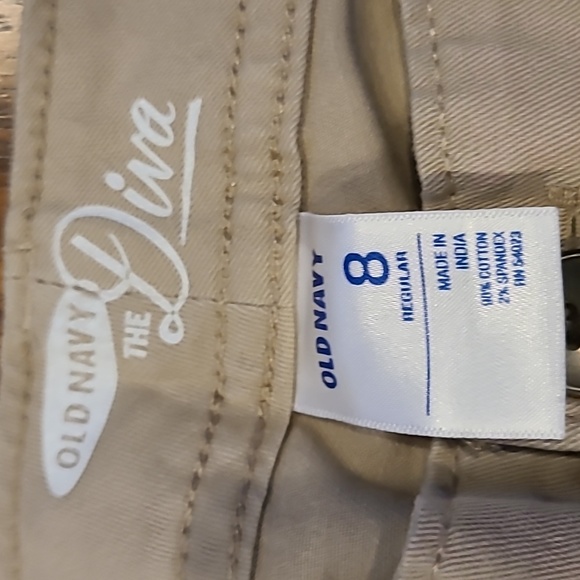 OLD NAVY
THE
Diva
OLD NAVY
8
REGULAR
MADE IN
INDIA
98% COTTON
2% SPANDEX
RN 54023